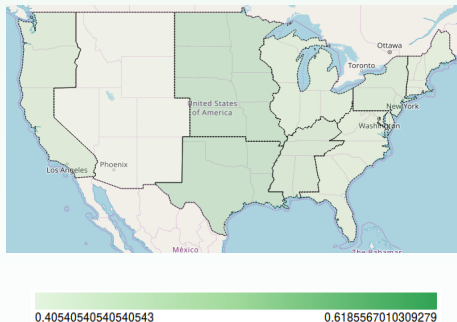 Ottawa
Toronto
United States
of America
New York
Washington
Los Angeles
Phoenix
México
The Bahamas
0.40540540540540543
0.6185567010309279